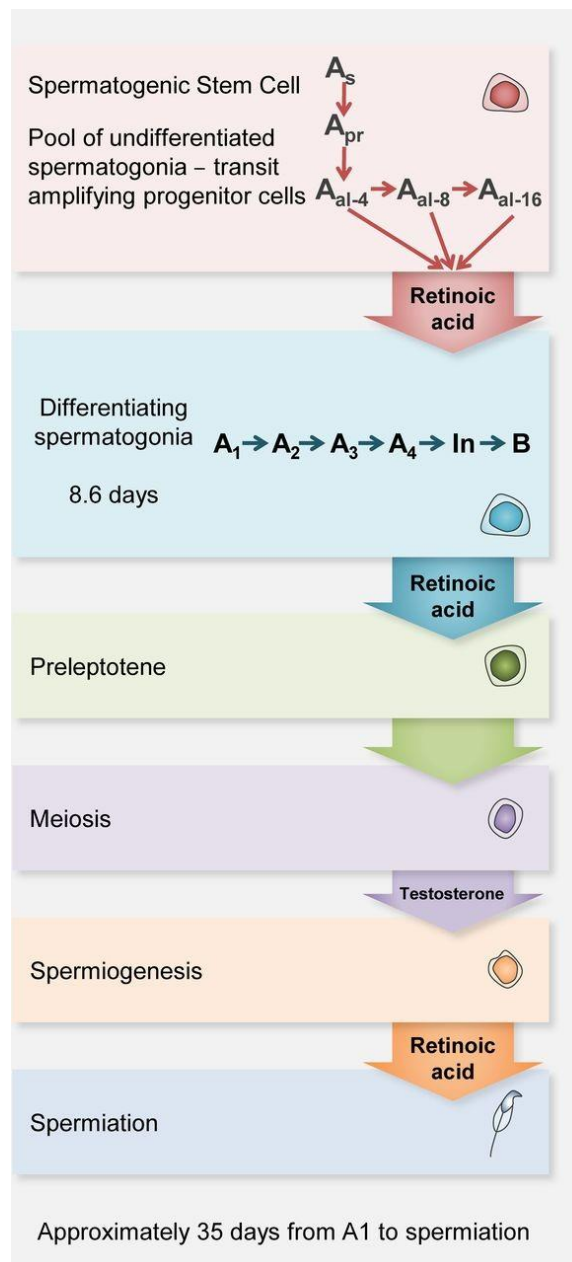 Spermatogenic Stem Cell
Pool of undifferentiated
spermatogonia – transit
amplifying progenitor cells
As
Apr
Aal-4 Aal-8 Aal-16
Retinoic
acid
Differentiating
spermatogonia
8.6 days
A1 A2 A3 A4 In B
Retinoic
acid
Preleptotene
Meiosis
Testosterone
Spermiogenesis
Retinoic
acid
Spermiation
Approximately 35 days from A1 to spermiation